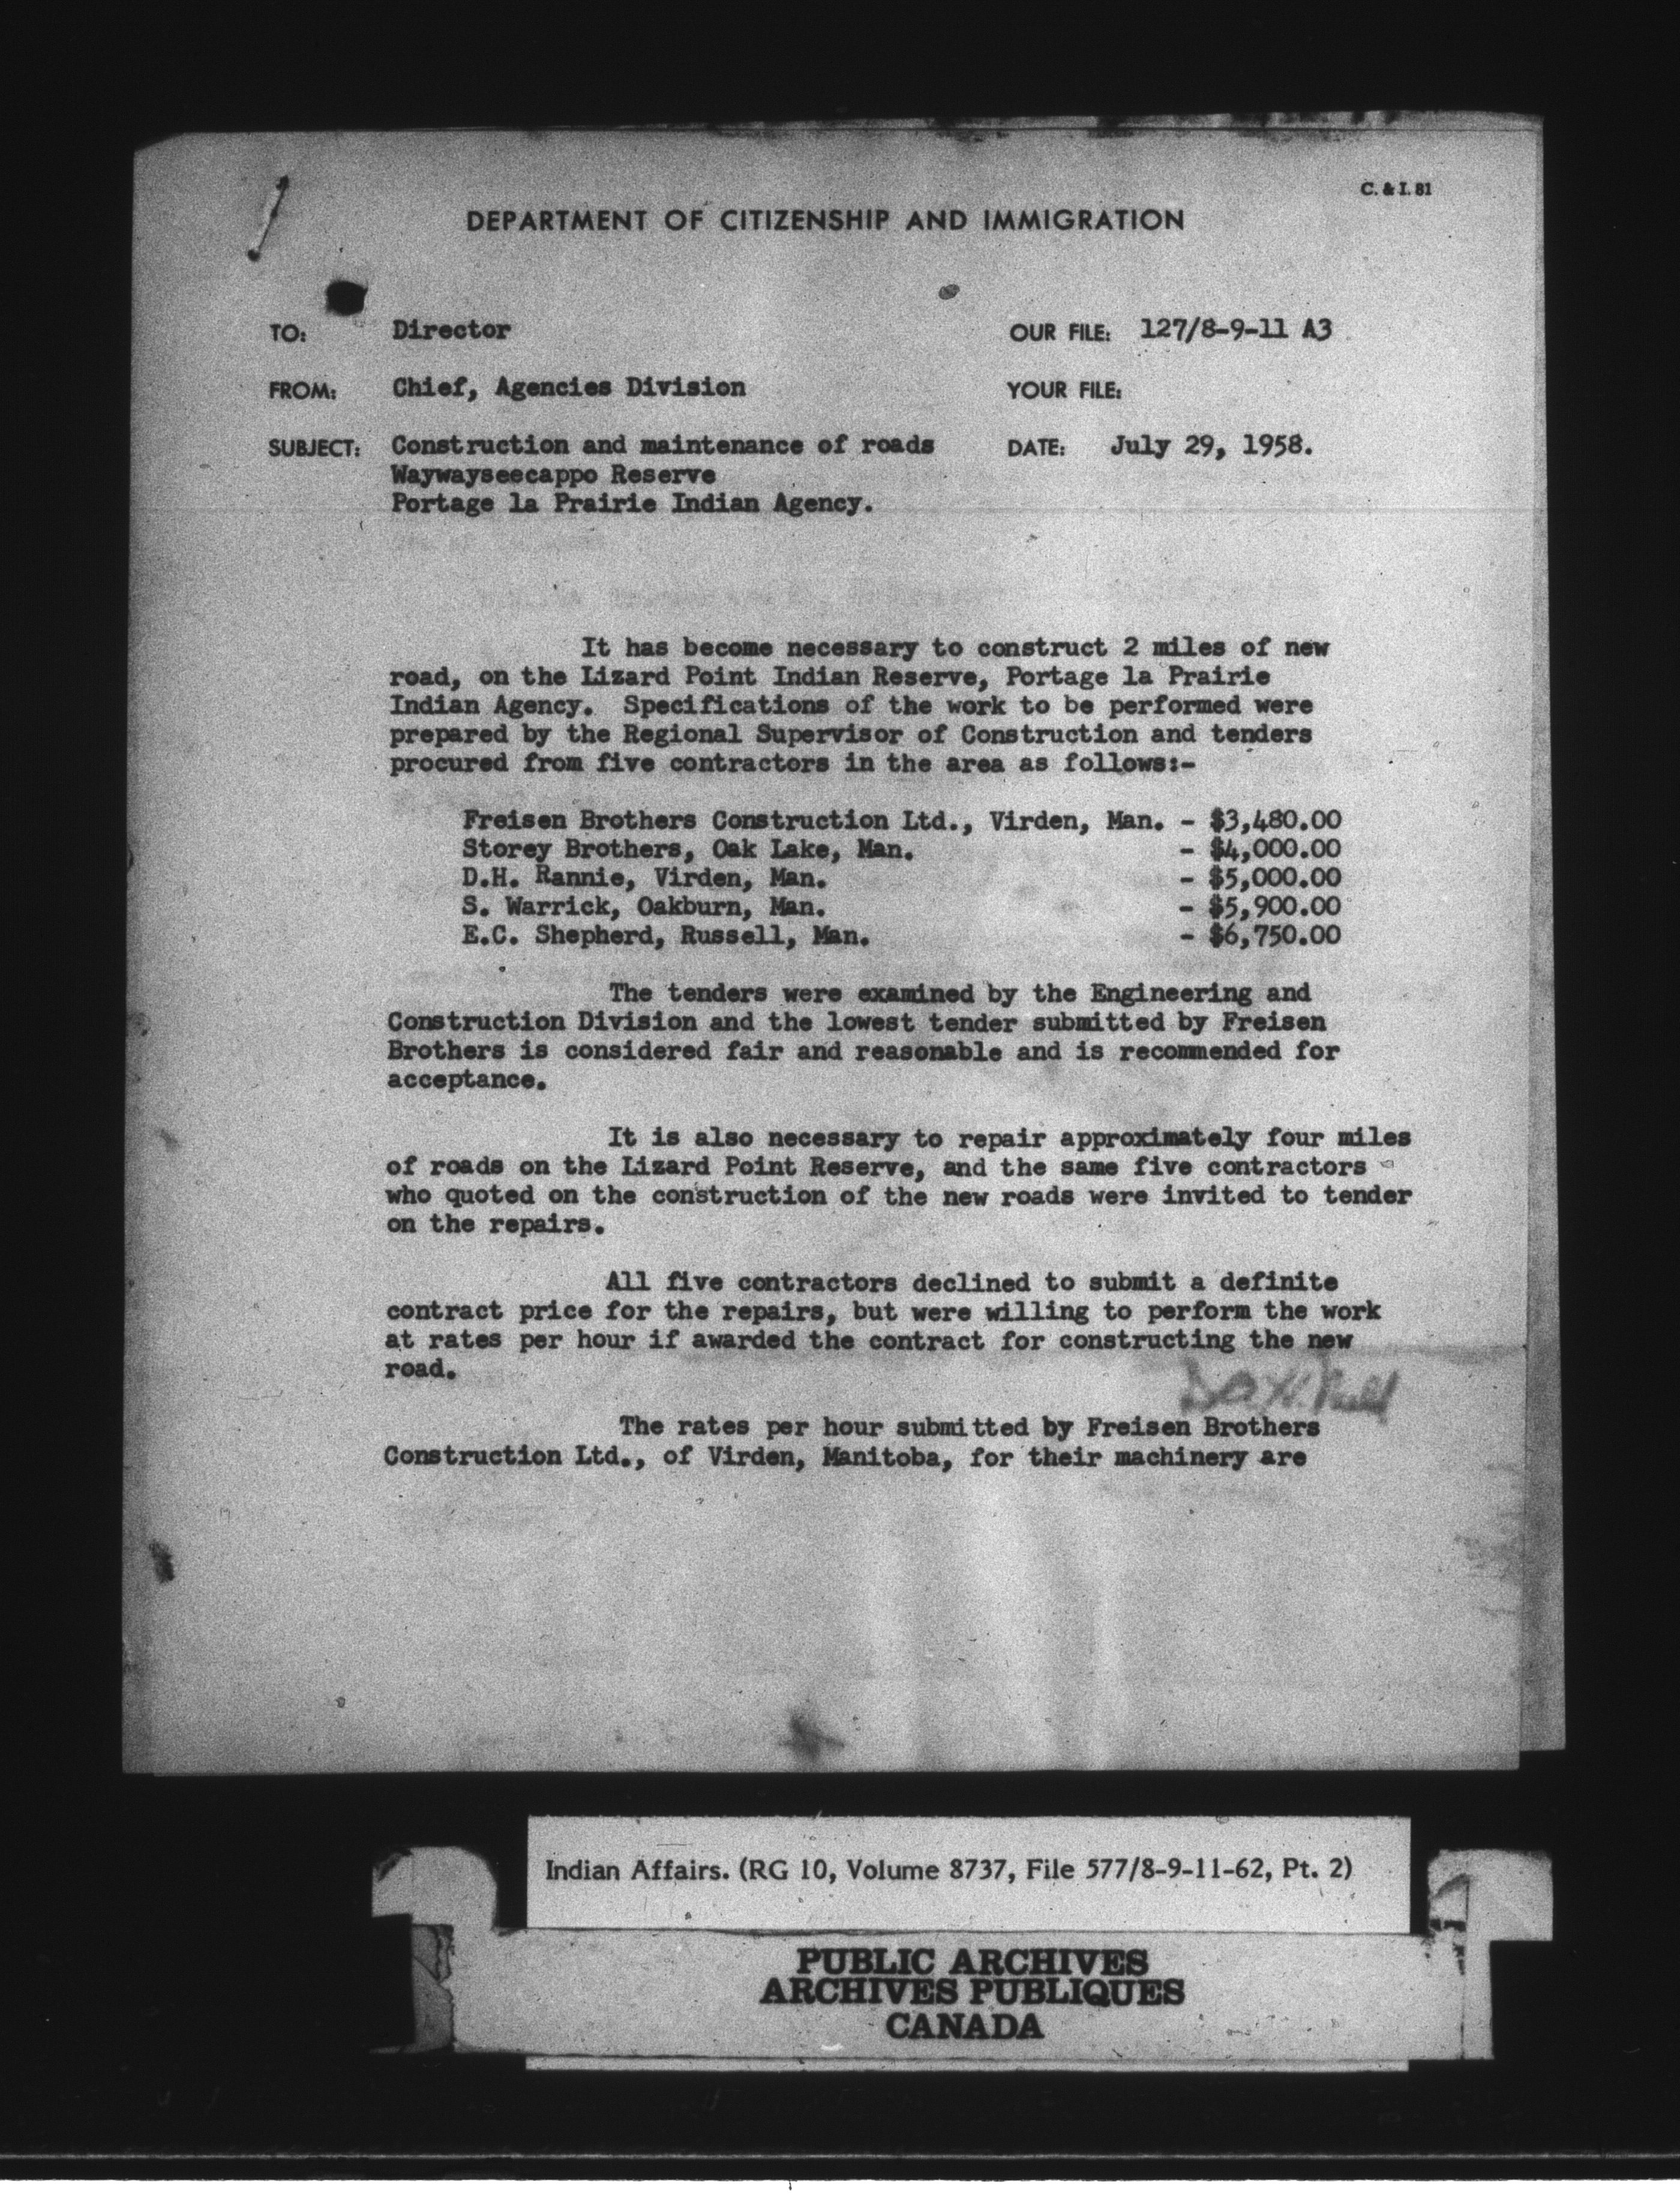 C. & I. 81
DEPARTMENT OF CITIZENSHIP AND IMMIGRATION
TO: Director OUR FILE: 127/8-9-11 A3
FROM: Chief, Agencies Division YOUR FILE:
SUBJECT: Construction and maintenance of roads DATE: July 29, 1958.
Waywayseecappo Reserve
Portage la Prairie Indian Agency.
It has become necessary to construct 2 miles of new
road, on the Lizard Point Indian Reserve, Portage la Prairie
Indian Agency. Specifications of the work to be performed were
prepared by the Regional Supervisor of Construction and tenders
procured from five contractors in the area as follows:-
Freisen Brothers Construction Ltd., Virden, Man. - $3,480.00
Storey Brothers, Oak Lake, Man. - $4,000.00
D.H. Rannie, Virden, Man. - $5,000.00
S. Warrick, Oakburn, Man. - $5,900.00
E.C. Shepherd, Russell, Man. - $6,750.00
The tenders were examined by the Engineering and
Construction Division and the lowest tender submitted by Freisen
Brothers is considered fair and reasonable and is recommended for
acceptance.
It is also necessary to repair approximately four miles
of roads on the Lizard Point Reserve, and the same five contractors
who quoted on the construction of the new roads were invited to tender
on the repairs.
All five contractors declined to submit a definite
contract price for the repairs, but were willing to perform the work
at rates per hour if awarded the contract for constructing the new
road.
The rates per hour submitted by Freisen Brothers
Construction Ltd., of Virden, Manitoba, for their machinery are
Indian Affairs. (RG 10, Volume 8737, File 577/8-9-11-62, Pt. 2)
PUBLIC ARCHIVES
ARCHIVES PUBLIQUES
CANADA